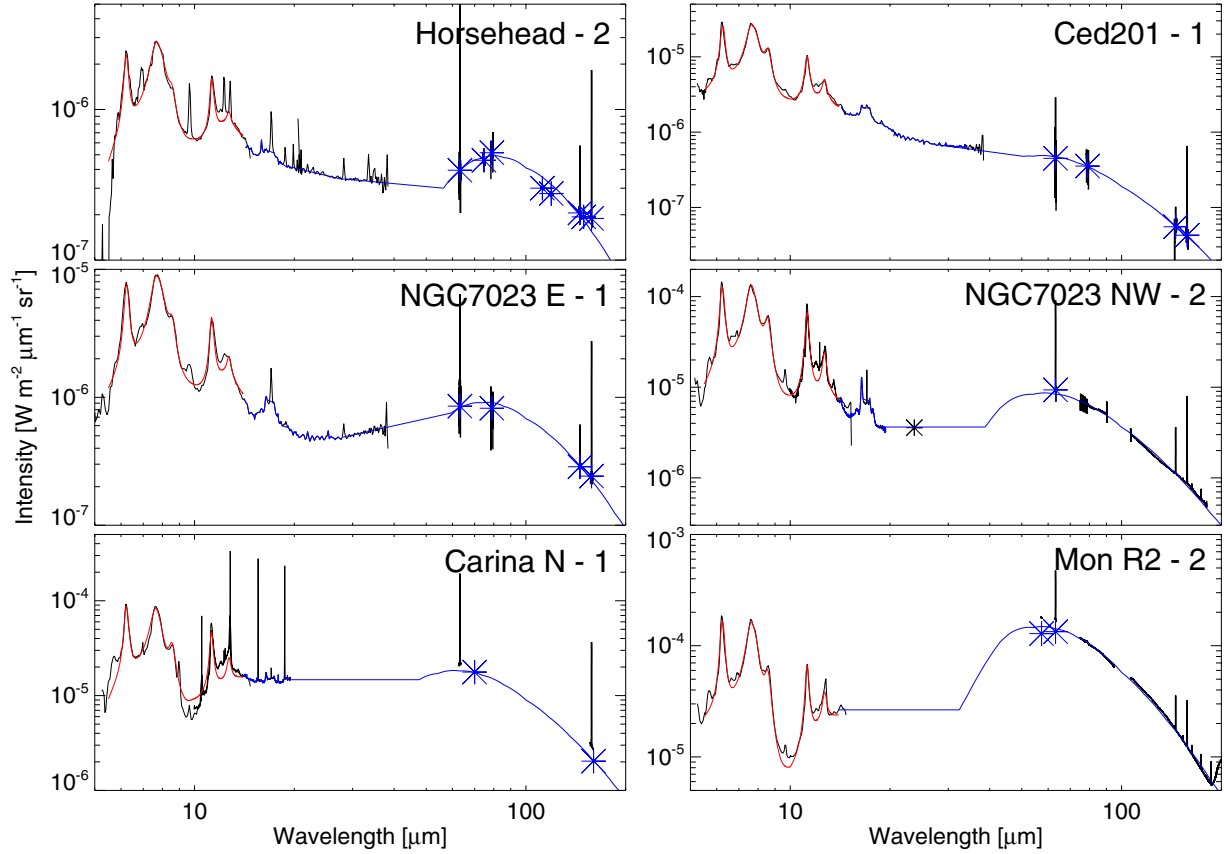 Horsehead - 2
Ced201 - 1
10⁻⁶
10⁻⁷
10⁻⁵
10⁻⁶
10⁻⁷
NGC7023 E - 1
NGC7023 NW - 2
10⁻⁵
10⁻⁶
10⁻⁷
10⁻⁴
10⁻⁵
10⁻⁶
Intensity [W m⁻² μm⁻¹ sr⁻¹]
Carina N - 1
Mon R2 - 2
10⁻⁴
10⁻⁵
10⁻⁶
10⁻³
10⁻⁴
10⁻⁵
10 100
10 100
Wavelength [μm]
Wavelength [μm]